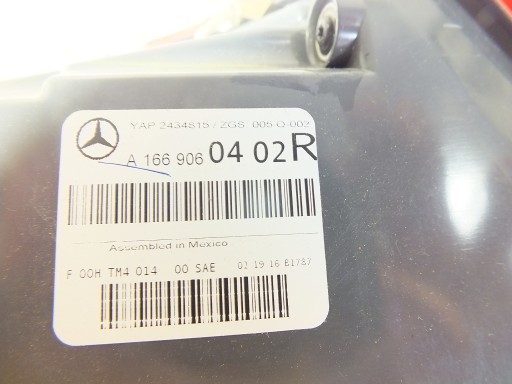 YAP 2434815 / ZGS 005 Q-002
A 166 906 04 02 R
Assembled in Mexico
F 00H TM4 014 00 SAE 02 19 16 B1787